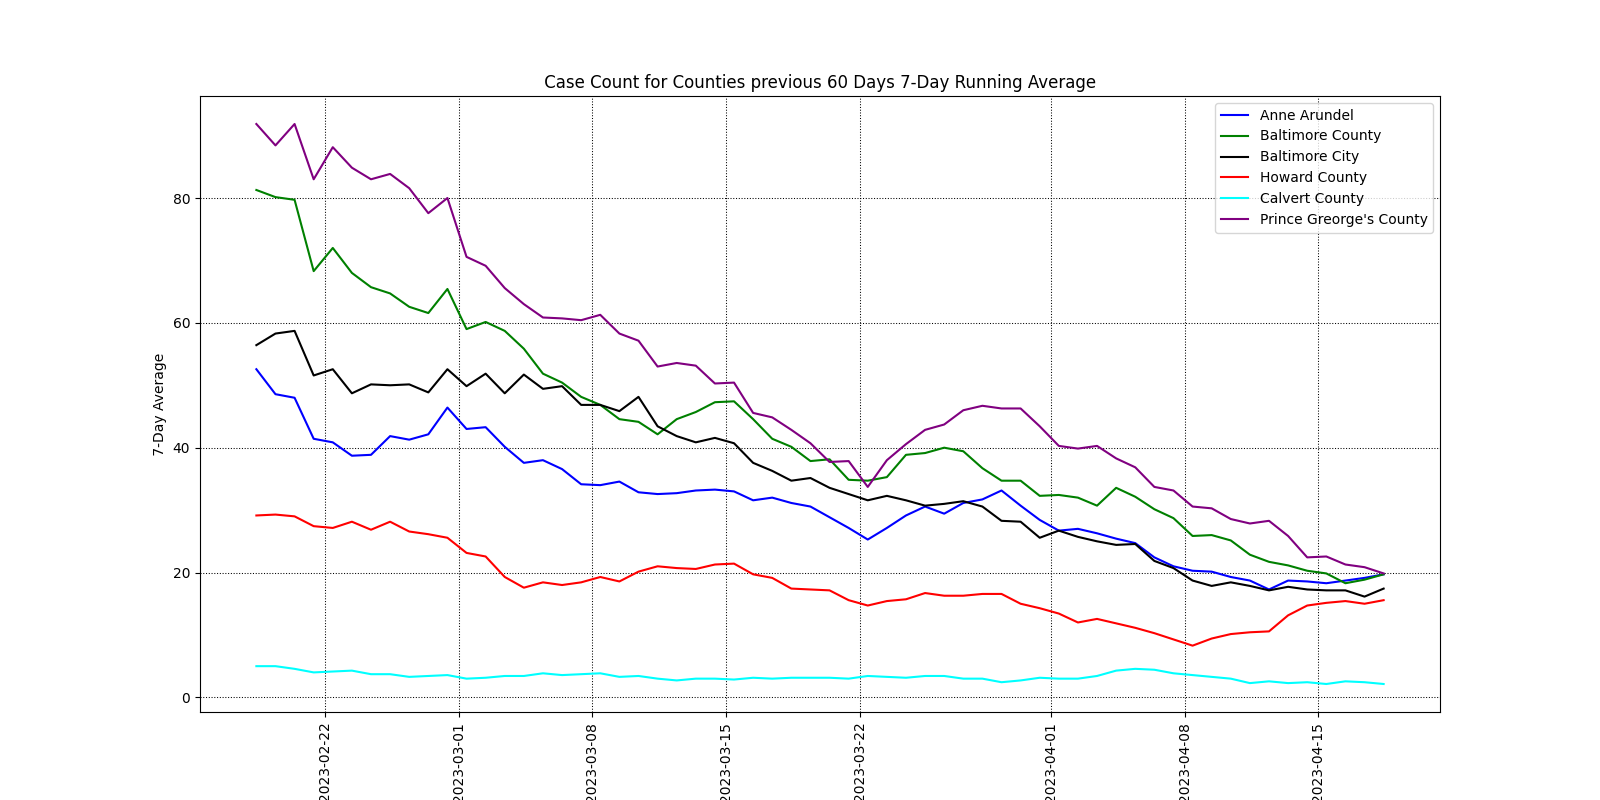 Case Count for Counties previous 60 Days 7-Day Running Average
Anne Arundel
Baltimore County
Baltimore City
Howard County
Calvert County
Prince Greorge's County
7-Day Average
80
60
40
20
0
2023-02-22
2023-03-01
2023-03-08
2023-03-15
2023-03-22
2023-04-01
2023-04-08
2023-04-15